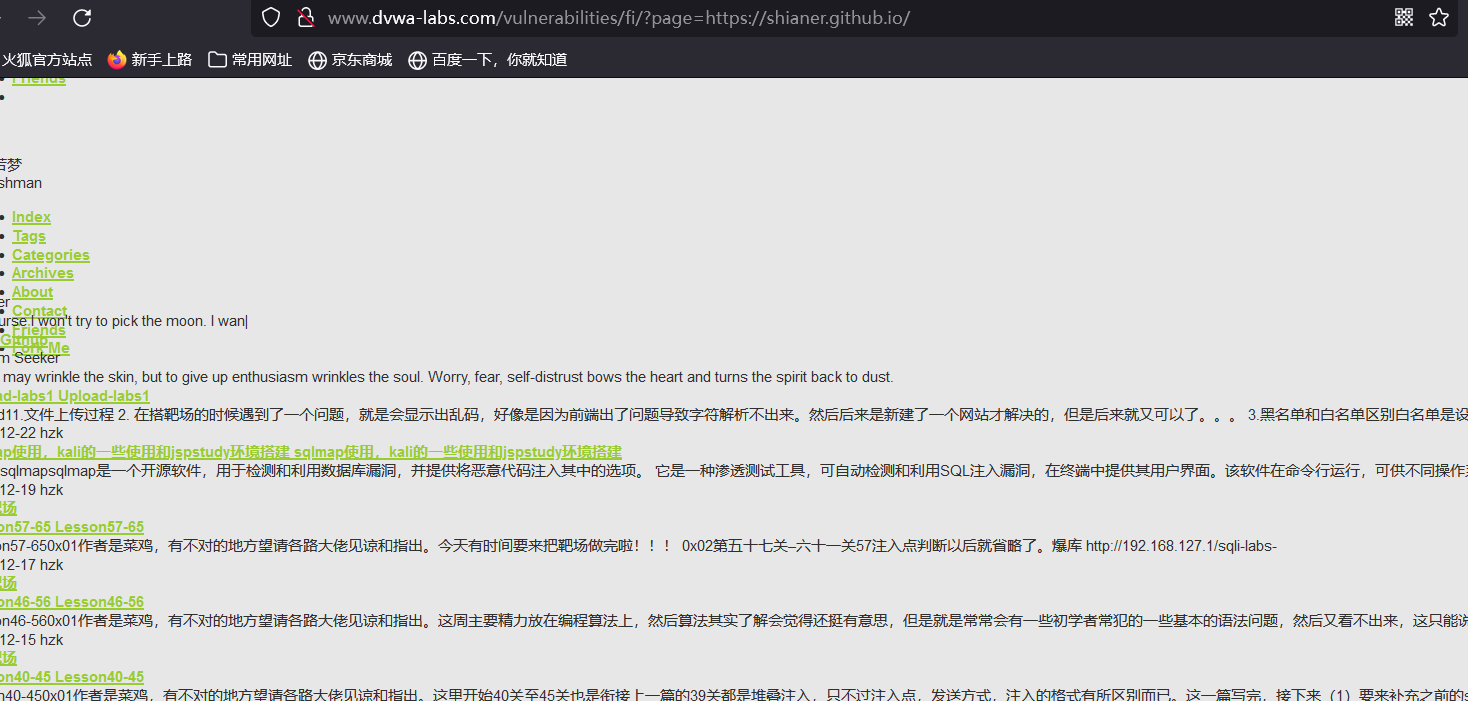 www.dvwa-labs.com/vulnerabilities/fi/?page=https://shianer.github.io/
火狐官方站点 新手上路 常用网址 京东商城 百度一下，你就知道
Friends
若梦
shman
Index
Tags
Categories
Archives
About
er
Contact
urse.I won't try to pick the moon. I wan|
Friends
Github
Fork Me
m Seeker
may wrinkle the skin, but to give up enthusiasm wrinkles the soul. Worry, fear, self-distrust bows the heart and turns the spirit back to dust.
ad-labs1 Upload-labs1
d11.文件上传过程 2. 在搭靶场的时候遇到了一个问题，就是会显示出乱码，好像是因为前端出了问题导致字符解析不出来。然后后来是新建了一个网站才解决的，但是后来就又可以了。。。 3.黑名单和白名单区别白名单是设
12-22 hzk
ap使用，kali的一些使用和jspstudy环境搭建 sqlmap使用，kali的一些使用和jspstudy环境搭建
sqlmapsqlmap是一个开源软件，用于检测和利用数据库漏洞，并提供将恶意代码注入其中的选项。 它是一种渗透测试工具，可自动检测和利用SQL注入漏洞，在终端中提供其用户界面。该软件在命令行运行，可供不同操作系
12-19 hzk
靶场
on57-65 Lesson57-65
on57-650x01作者是菜鸡，有不对的地方望请各路大佬见谅和指出。今天有时间要来把靶场做完啦！！！ 0x02第五十七关–六十一关57注入点判断以后就省略了。爆库 http://192.168.127.1/sqli-labs-
12-17 hzk
靶场
on46-56 Lesson46-56
on46-560x01作者是菜鸡，有不对的地方望请各路大佬见谅和指出。这周主要精力放在编程算法上，然后算法其实了解会觉得还挺有意思，但是就是常常会有一些初学者常犯的一些基本的语法问题，然后又看不出来，这只能说
12-15 hzk
靶场
on40-45 Lesson40-45
on40-450x01作者是菜鸡，有不对的地方望请各路大佬见谅和指出。这里开始40关至45关也是衔接上一篇的39关都是堆叠注入，只不过注入点，发送方式，注入的格式有所区别而已。这一篇写完，接下来（1）要来补充之前的s